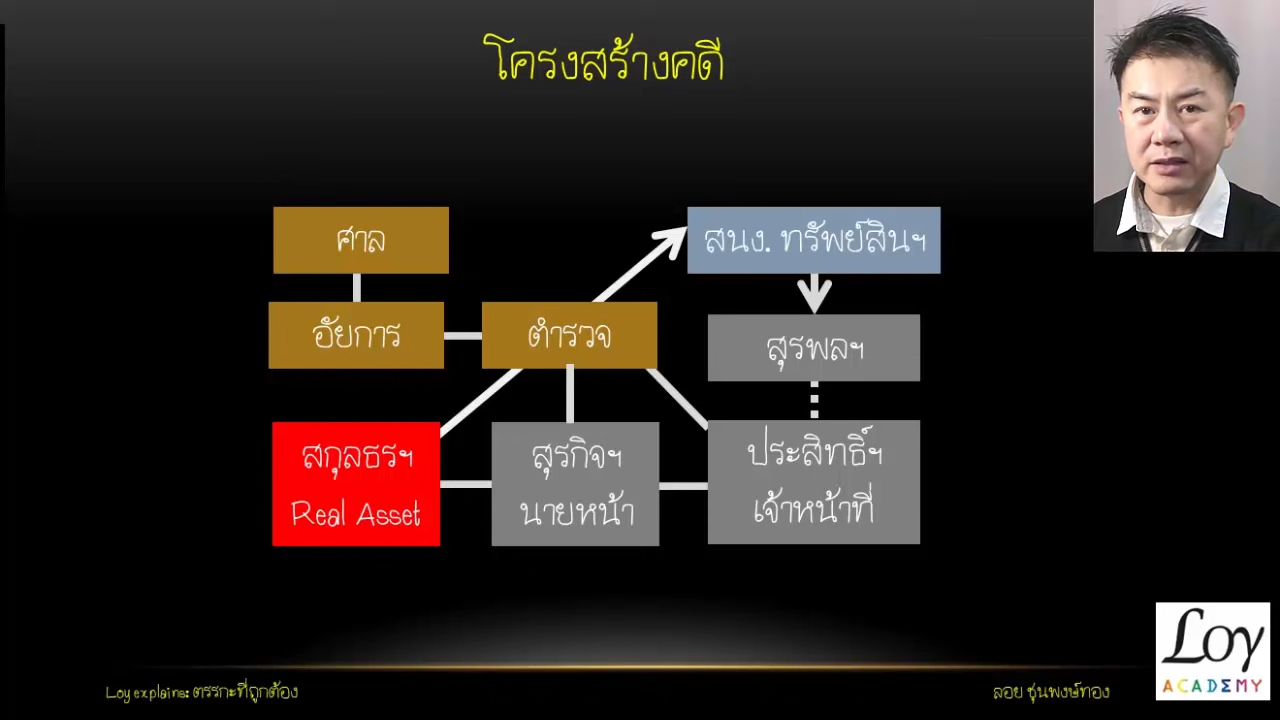 โครงสร้างคดี
ศาล
สนง. ทรัพย์สินฯ
อัยการ
ตำรวจ
สุรพลฯ
สกุลธรฯ
Real Asset
สุรกิจฯ
นายหน้า
ประสิทธิ์ฯ
เจ้าหน้าที่
Loy
ACADEMY
Loy explains: ตรรกะที่ถูกต้อง
ลอย ชุนพงษ์ทอง